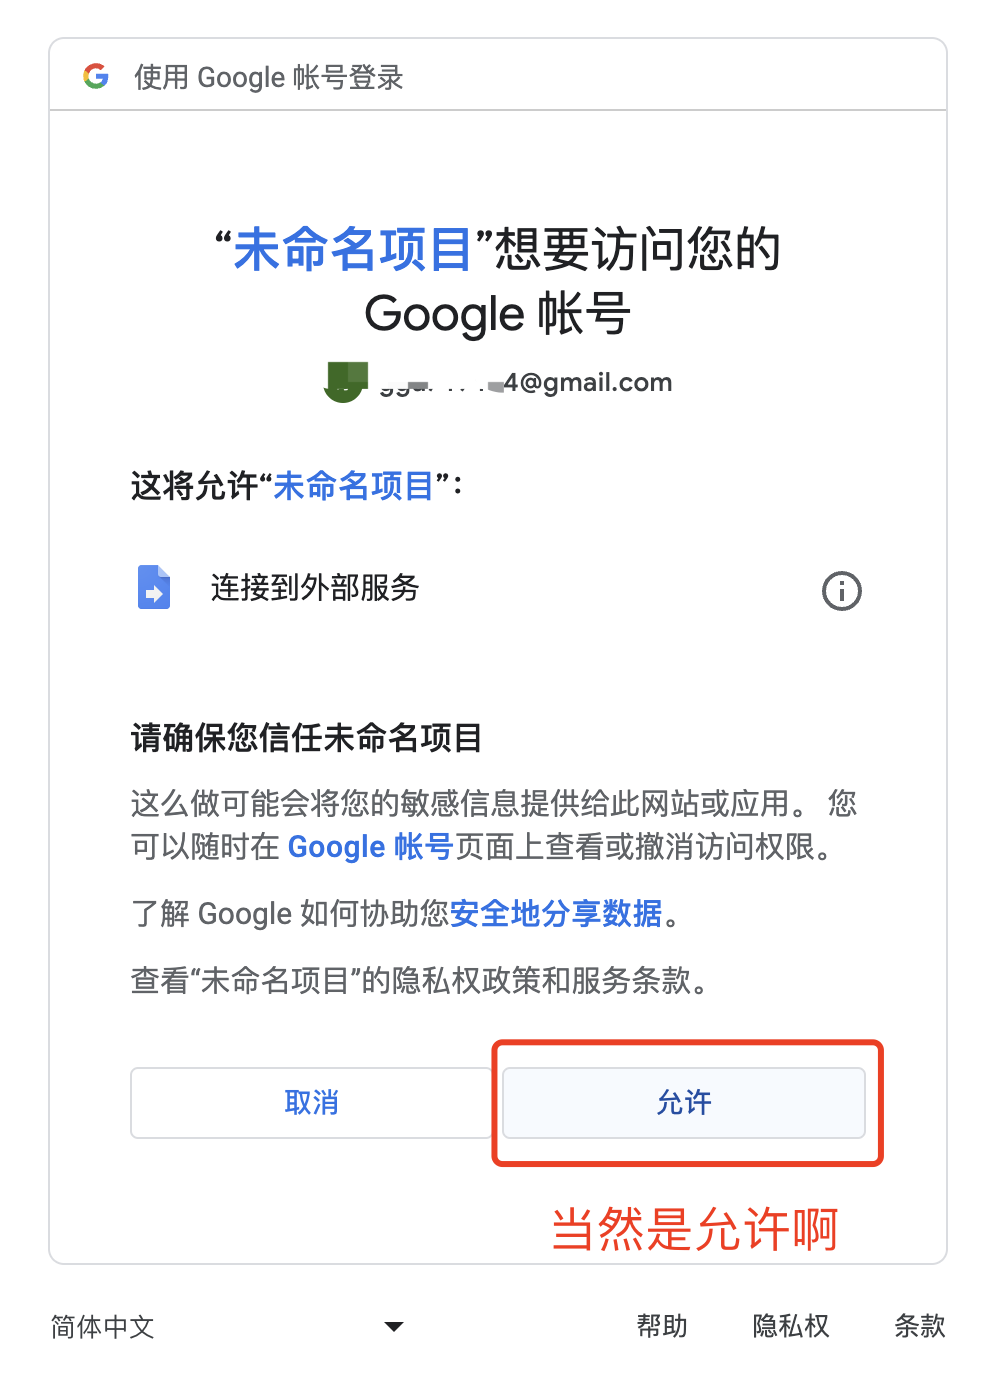 使用 Google 帐号登录
“未命名项目”想要访问您的
Google 帐号
4@gmail.com
这将允许“未命名项目”：
连接到外部服务
请确保您信任未命名项目
这么做可能会将您的敏感信息提供给此网站或应用。 您
可以随时在 Google 帐号页面上查看或撤消访问权限。
了解 Google 如何协助您安全地分享数据。
查看“未命名项目”的隐私权政策和服务条款。
取消
允许
当然是允许啊
简体中文
帮助
隐私权
条款